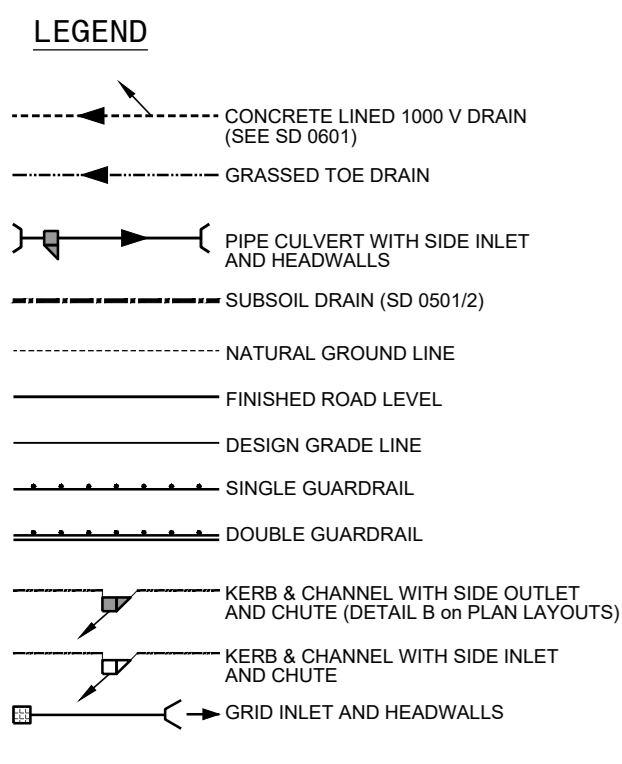 LEGEND
CONCRETE LINED 1000 V DRAIN
(SEE SD 0601)
GRASSED TOE DRAIN
PIPE CULVERT WITH SIDE INLET
AND HEADWALLS
SUBSOIL DRAIN (SD 0501/2)
NATURAL GROUND LINE
FINISHED ROAD LEVEL
DESIGN GRADE LINE
SINGLE GUARDRAIL
DOUBLE GUARDRAIL
KERB & CHANNEL WITH SIDE OUTLET
AND CHUTE (DETAIL B on PLAN LAYOUTS)
KERB & CHANNEL WITH SIDE INLET
AND CHUTE
GRID INLET AND HEADWALLS